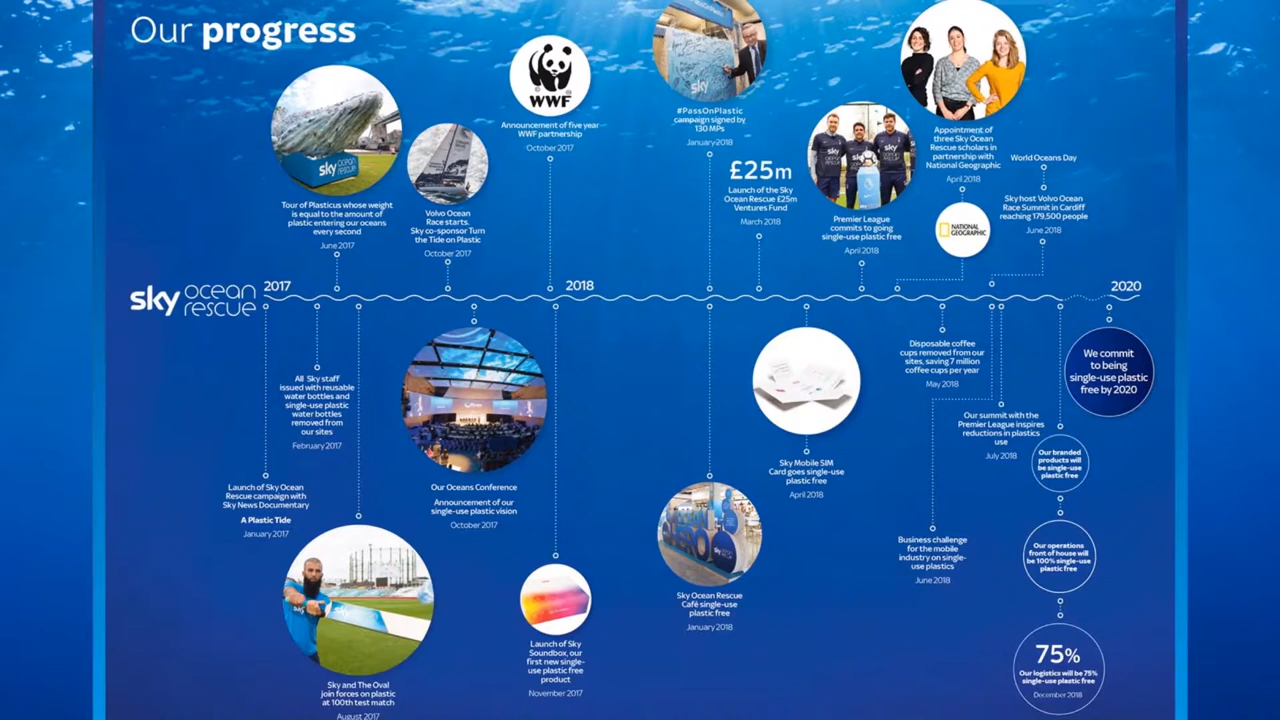 Our progress
WWF
Announcement of five year
WWF partnership
October 2017
sky
#PassOnPlastic
campaign signed by
130 MPs
January 2018
sky ocean
rescue
Tour of Plasticus whose weight
is equal to the amount of
plastic entering our oceans
every second
June 2017
Volvo Ocean
Race starts.
Sky co-sponsor Turn
the Tide on Plastic
October 2017
£25m
Launch of the Sky
Ocean Rescue £25m
Ventures Fund
March 2018
Premier League
commits to going
single-use plastic free
April 2018
Appointment of
three Sky Ocean
Rescue scholars in
partnership with
National Geographic
April 2018
NATIONAL
GEOGRAPHIC
World Oceans Day
Sky host Volvo Ocean
Race Summit in Cardiff
reaching 179,500 people
June 2018
sky ocean
rescue
2017
2018
2020
All Sky staff
issued with reusable
water bottles and
single-use plastic
water bottles
removed from
our sites
February 2017
Launch of Sky Ocean
Rescue campaign with
Sky News Documentary
A Plastic Tide
January 2017
Sky and The Oval
join forces on plastic
at 100th test match
August 2017
Our Oceans Conference
Announcement of our
single-use plastic vision
October 2017
Launch of Sky
Soundbox, our
first new single-
use plastic free
product
November 2017
Sky Ocean Rescue
Café single-use
plastic free
January 2018
Sky Mobile SIM
Card goes single-use
plastic free
April 2018
Disposable coffee
cups removed from our
sites, saving 7 million
coffee cups per year
May 2018
Business challenge
for the mobile
industry on single-
use plastics
June 2018
Our summit with the
Premier League inspires
reductions in plastics
use
July 2018
We commit
to being
single-use plastic
free by 2020
Our branded
products will
be single-use
plastic free
Our operations
front of house will
be 100% single-use
plastic free
75%
Our logistics will be 75%
single-use plastic free
December 2018